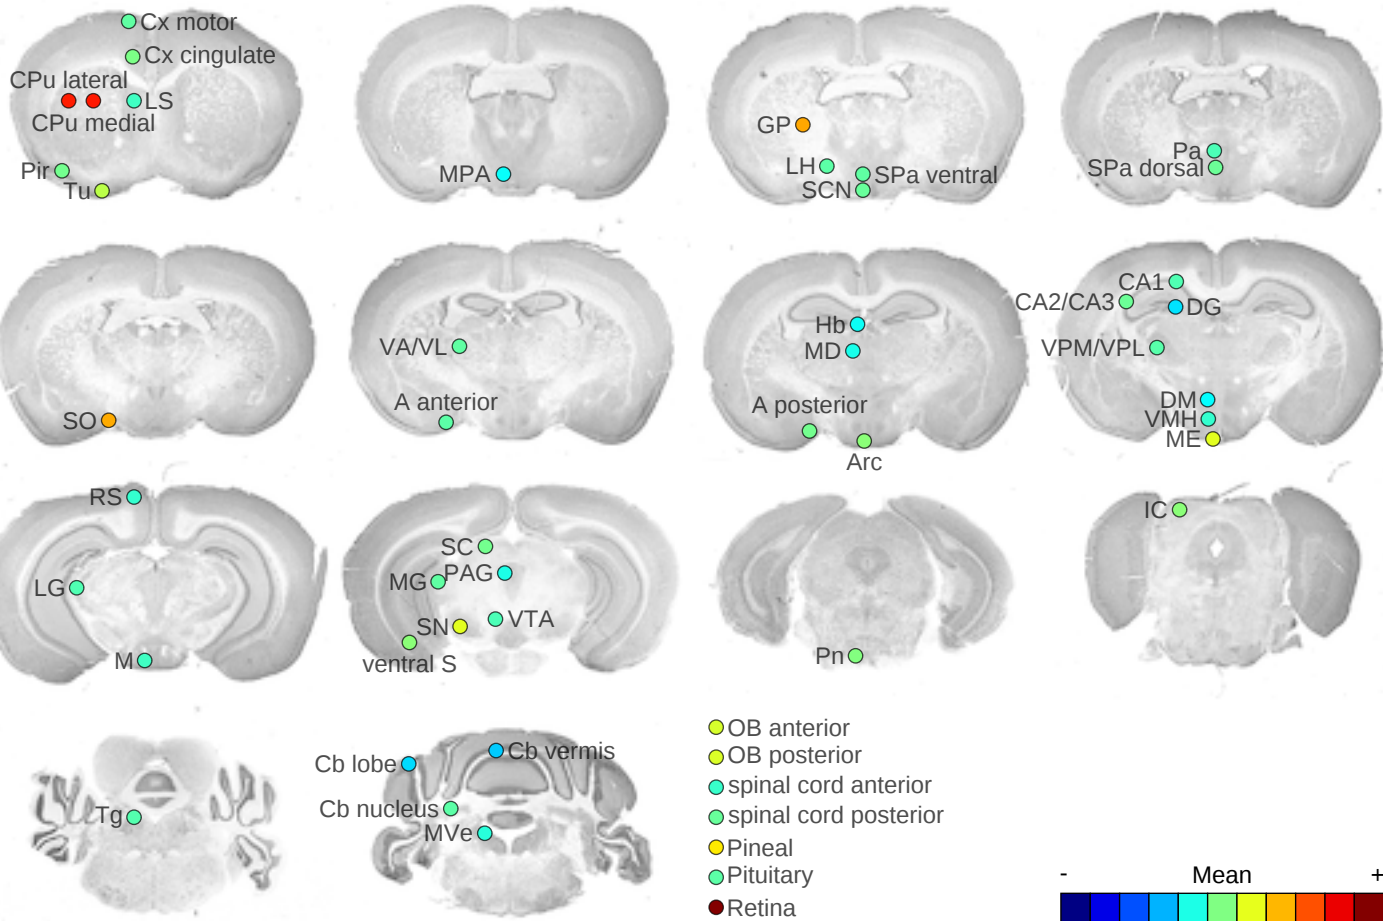 Cx motor
Cx cingulate
CPu lateral
LS
CPu medial
Pir
Tu
MPA
GP
LH
SPa ventral
SCN
Pa
SPa dorsal
SO
VA/VL
A anterior
Hb
MD
A posterior
Arc
CA1
CA2/CA3
DG
VPM/VPL
DM
VMH
ME
RS
LG
M
SC
MG
PAG
SN
VTA
ventral S
Pn
IC
Tg
Cb lobe
Cb vermis
Cb nucleus
MVe
OB anterior
OB posterior
spinal cord anterior
spinal cord posterior
Pineal
Pituitary
Retina
- Mean +